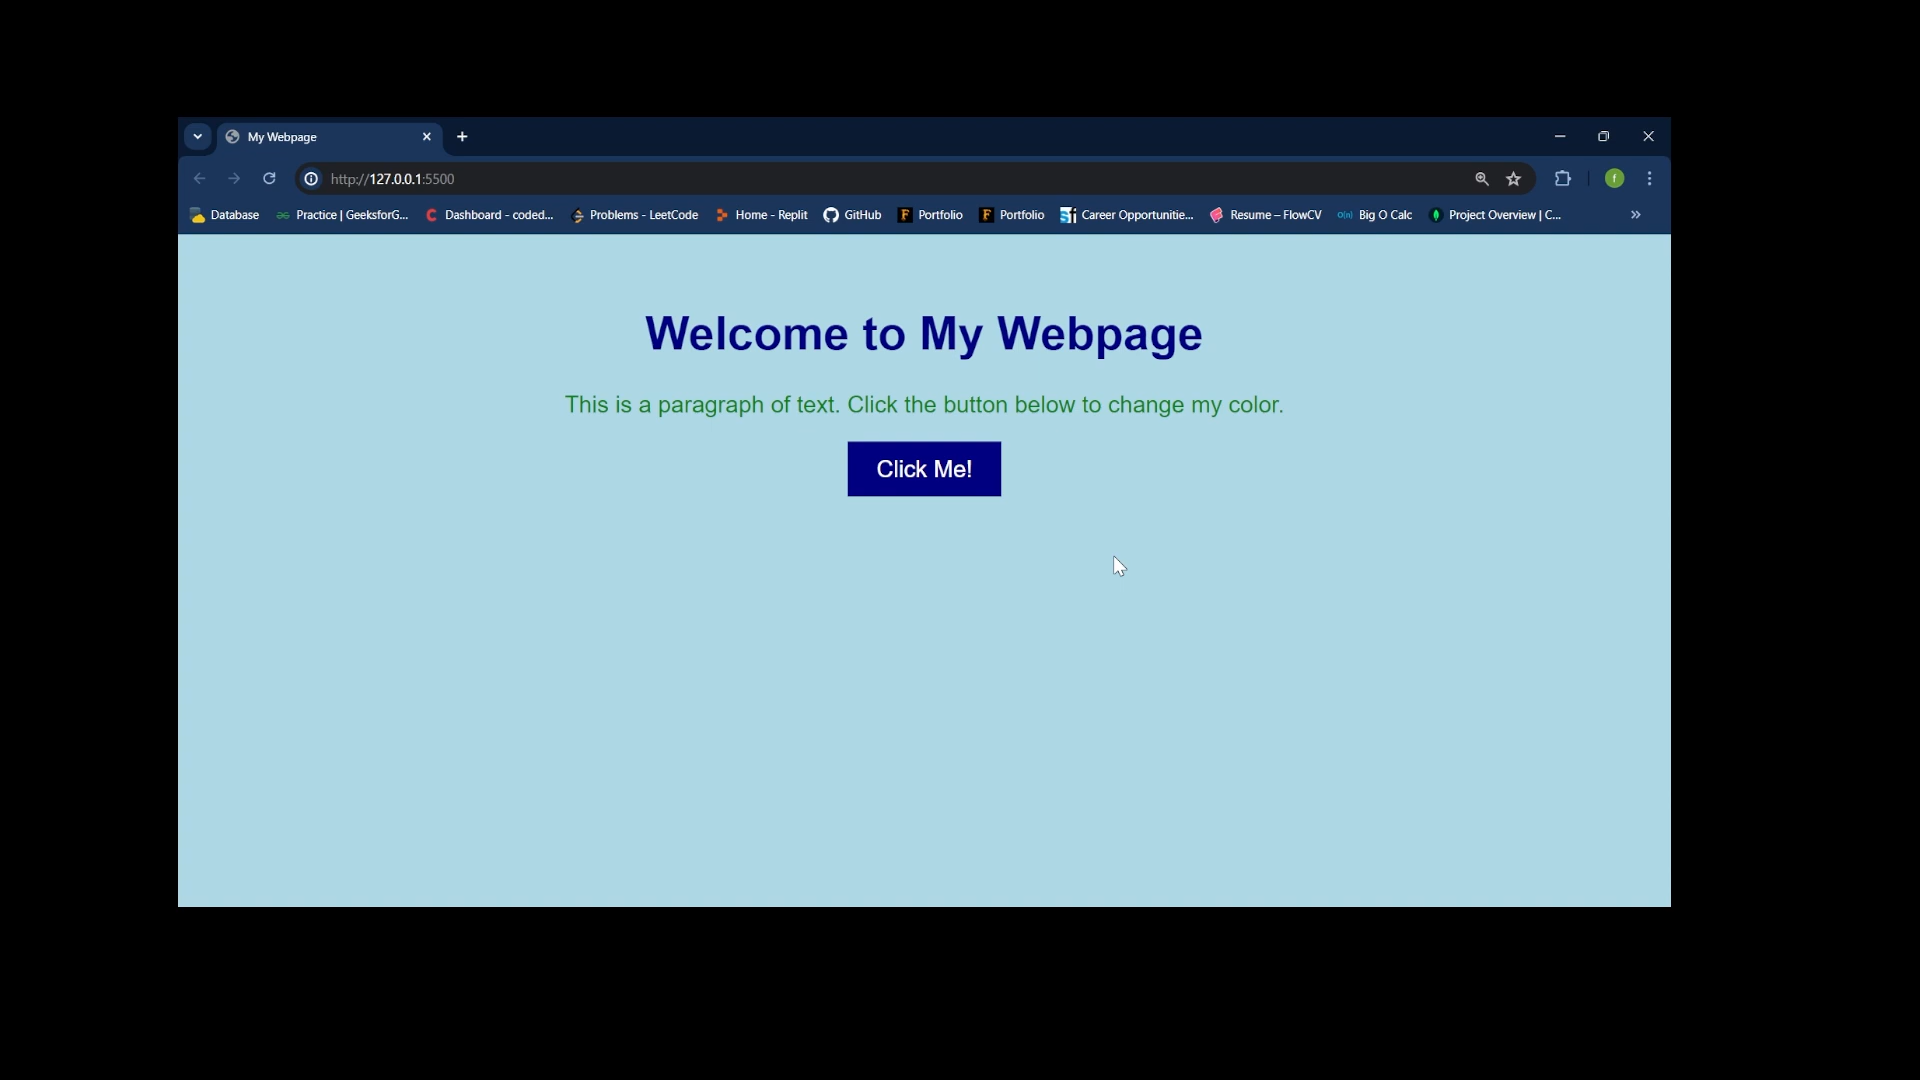 My Webpage
http://127.0.0.1:5500
f
Database Practice | GeeksforG... Dashboard - coded... Problems - LeetCode Home - Replit GitHub Portfolio Portfolio Career Opportunitie... Resume – FlowCV O(n) Big O Calc Project Overview | C...
Welcome to My Webpage
This is a paragraph of text. Click the button below to change my color.
Click Me!